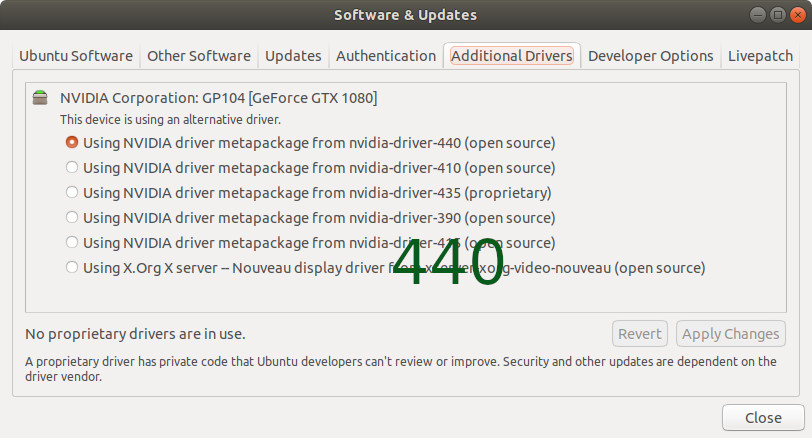 Software & Updates
Ubuntu Software Other Software Updates Authentication Additional Drivers Developer Options Livepatch
NVIDIA Corporation: GP104 [GeForce GTX 1080]
This device is using an alternative driver.
Using NVIDIA driver metapackage from nvidia-driver-440 (open source)
Using NVIDIA driver metapackage from nvidia-driver-410 (open source)
Using NVIDIA driver metapackage from nvidia-driver-435 (proprietary)
Using NVIDIA driver metapackage from nvidia-driver-390 (open source)
Using NVIDIA driver metapackage from (open source)
440
Using X.Org X server -- Nouveau display driver from xserver-xorg-video-nouveau (open source)
No proprietary drivers are in use.
Revert Apply Changes
A proprietary driver has private code that Ubuntu developers can't review or improve. Security and other updates are dependent on the
driver vendor.
Close